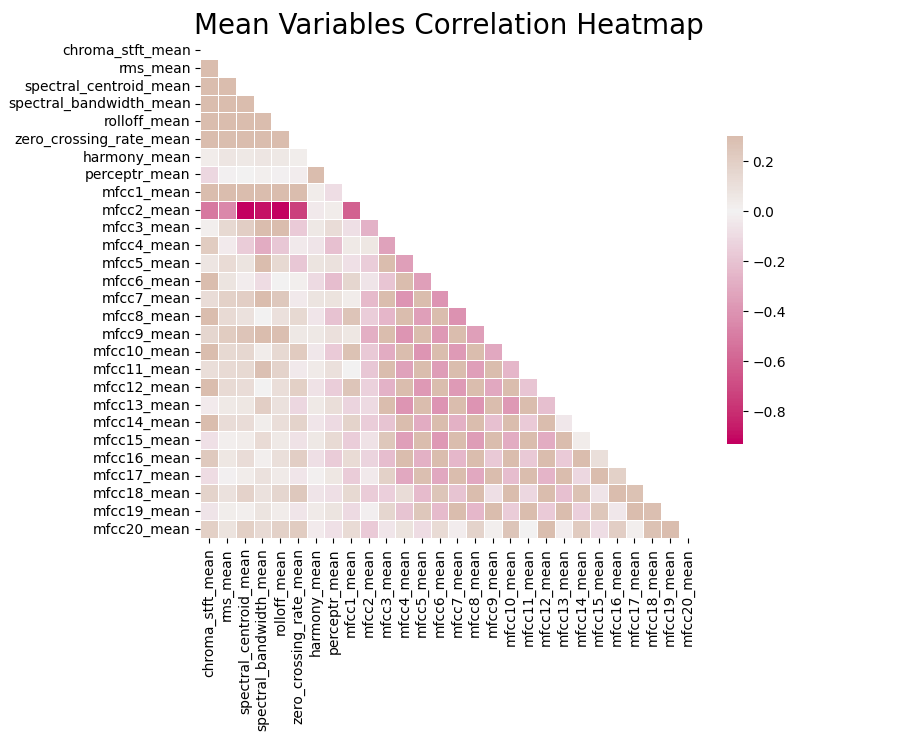 Mean Variables Correlation Heatmap
chroma_stft_mean
rms_mean
spectral_centroid_mean
spectral_bandwidth_mean
rolloff_mean
zero_crossing_rate_mean
harmony_mean
perceptr_mean
mfcc1_mean
mfcc2_mean
mfcc3_mean
mfcc4_mean
mfcc5_mean
mfcc6_mean
mfcc7_mean
mfcc8_mean
mfcc9_mean
mfcc10_mean
mfcc11_mean
mfcc12_mean
mfcc13_mean
mfcc14_mean
mfcc15_mean
mfcc16_mean
mfcc17_mean
mfcc18_mean
mfcc19_mean
mfcc20_mean
chroma_stft_mean
rms_mean
spectral_centroid_mean
spectral_bandwidth_mean
rolloff_mean
zero_crossing_rate_mean
harmony_mean
perceptr_mean
mfcc1_mean
mfcc2_mean
mfcc3_mean
mfcc4_mean
mfcc5_mean
mfcc6_mean
mfcc7_mean
mfcc8_mean
mfcc9_mean
mfcc10_mean
mfcc11_mean
mfcc12_mean
mfcc13_mean
mfcc14_mean
mfcc15_mean
mfcc16_mean
mfcc17_mean
mfcc18_mean
mfcc19_mean
mfcc20_mean
0.2
0.0
−0.2
−0.4
−0.6
−0.8